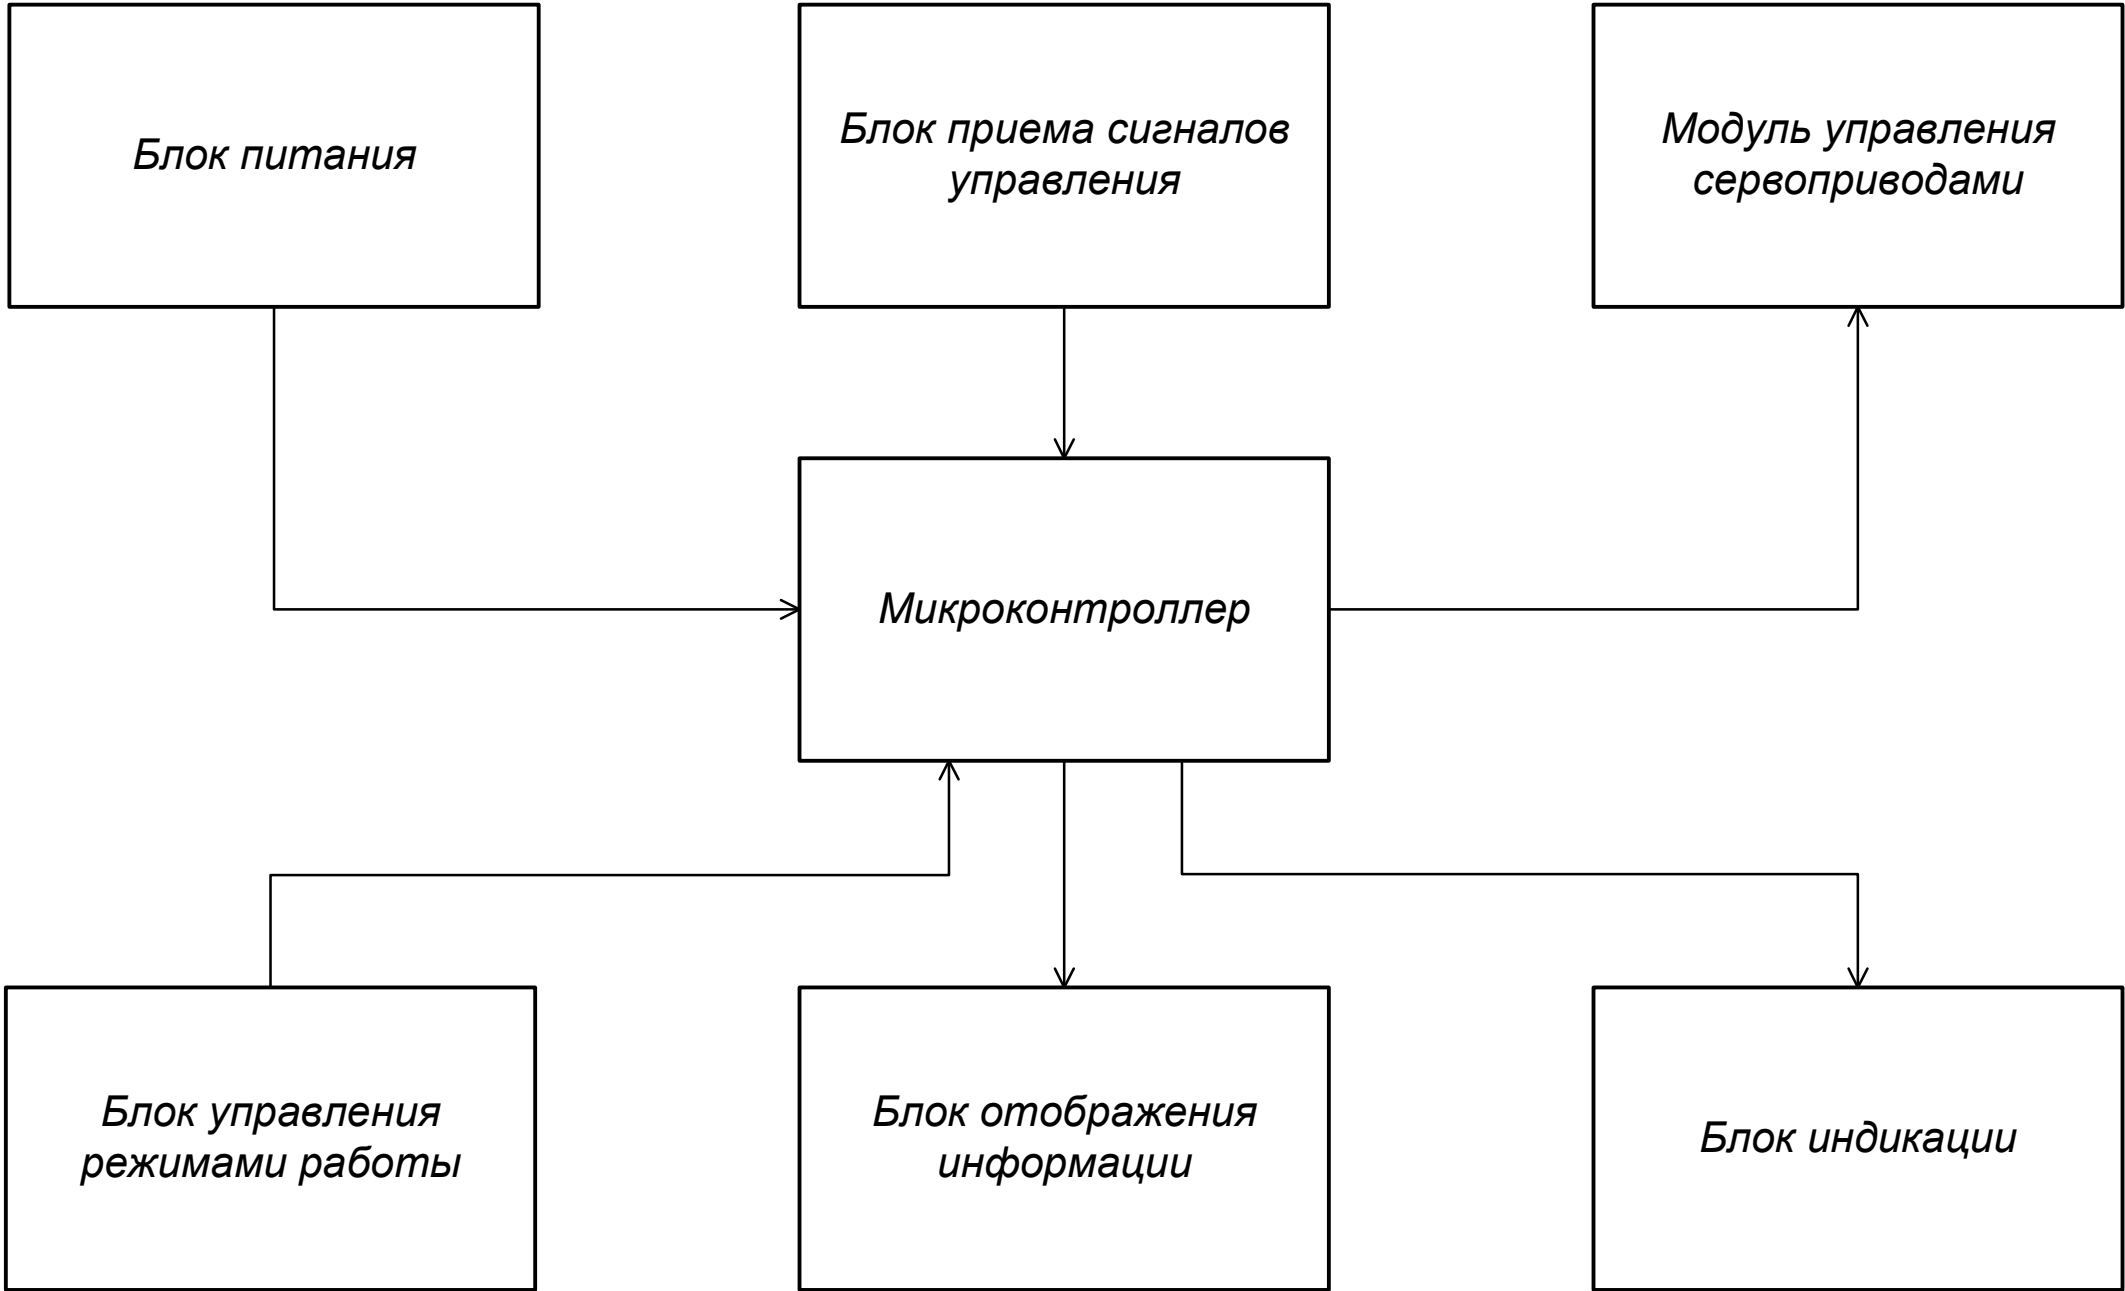 Блок питания
Блок приема сигналов
управления
Модуль управления
сервоприводами
Микроконтроллер
Блок управления
режимами работы
Блок отображения
информации
Блок индикации